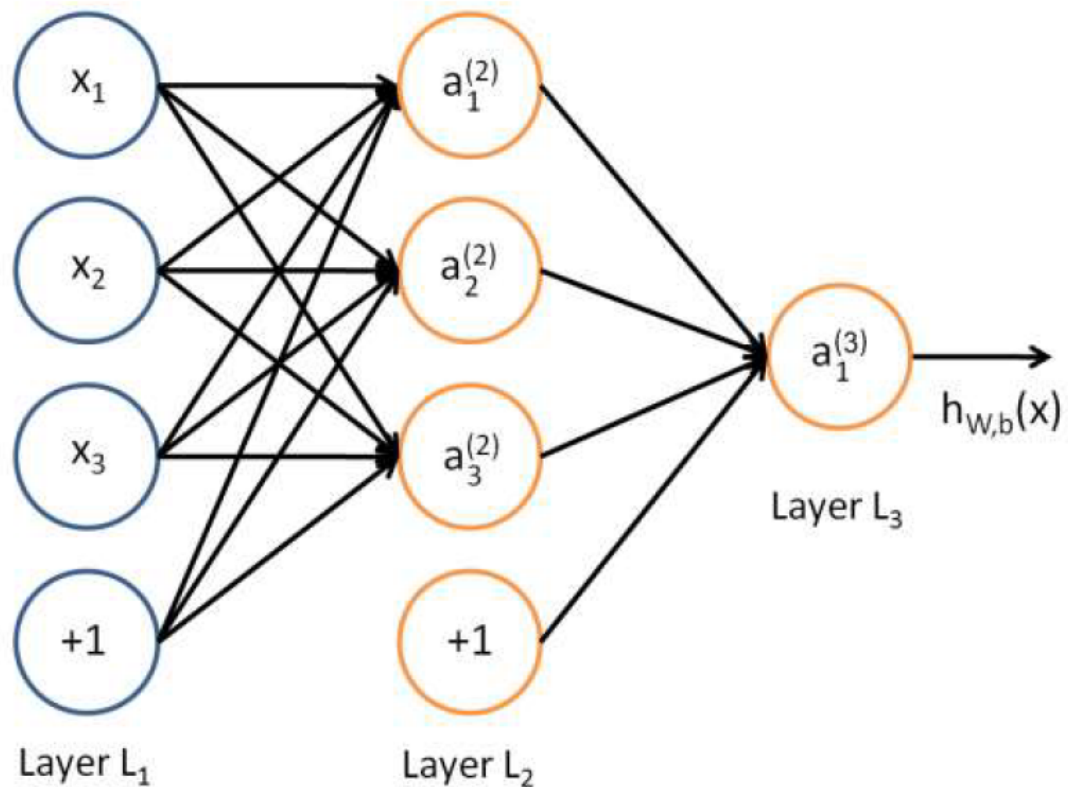 x₁
a₁⁽²⁾
x₂
a₂⁽²⁾
a₁⁽³⁾
h_W,b(x)
x₃
a₃⁽²⁾
Layer L₃
+1
+1
Layer L₁
Layer L₂